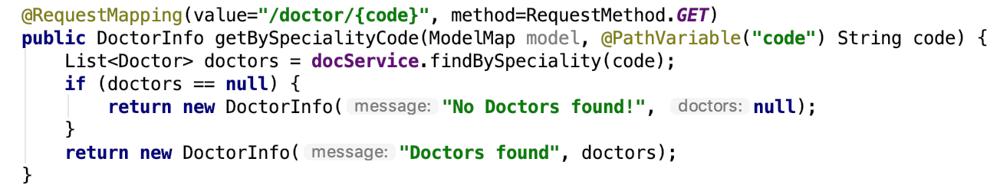 @RequestMapping(value="/doctor/{code}", method=RequestMethod.GET)
public DoctorInfo getBySpecialityCode(ModelMap model, @PathVariable("code") String code) {
    List<Doctor> doctors = docService.findBySpeciality(code);
    if (doctors == null) {
        return new DoctorInfo( message: "No Doctors found!", doctors: null);
    }
    return new DoctorInfo( message: "Doctors found", doctors);
}